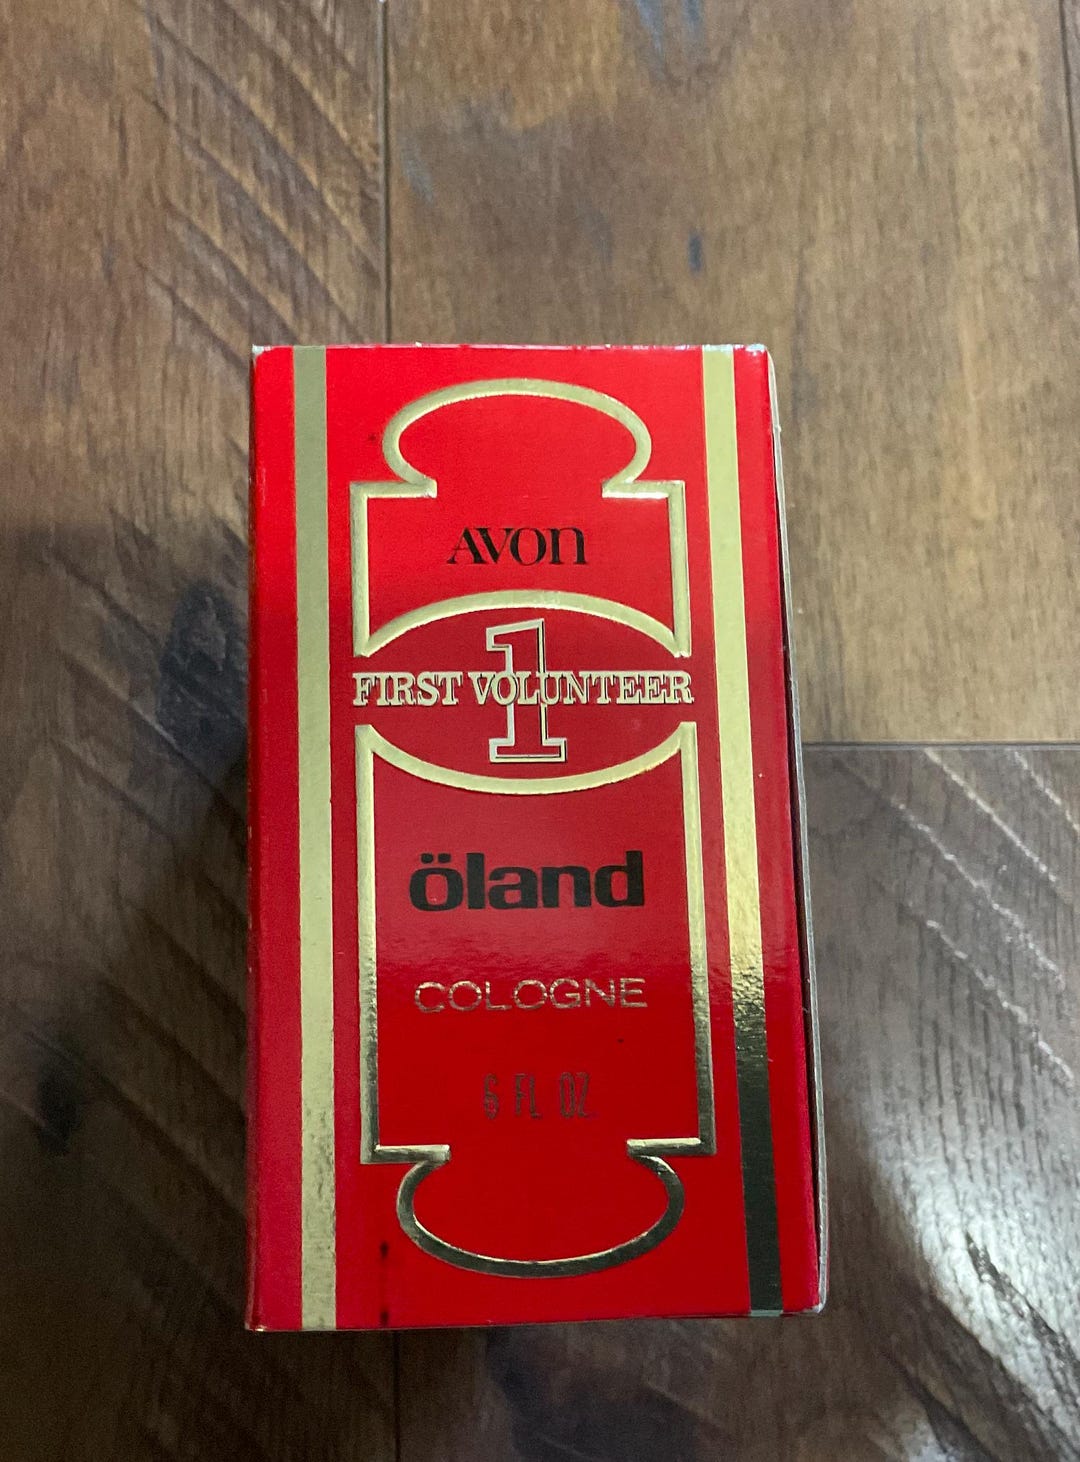 AVON
1
FIRST VOLUNTEER
öland
COLOGNE
6 FL OZ